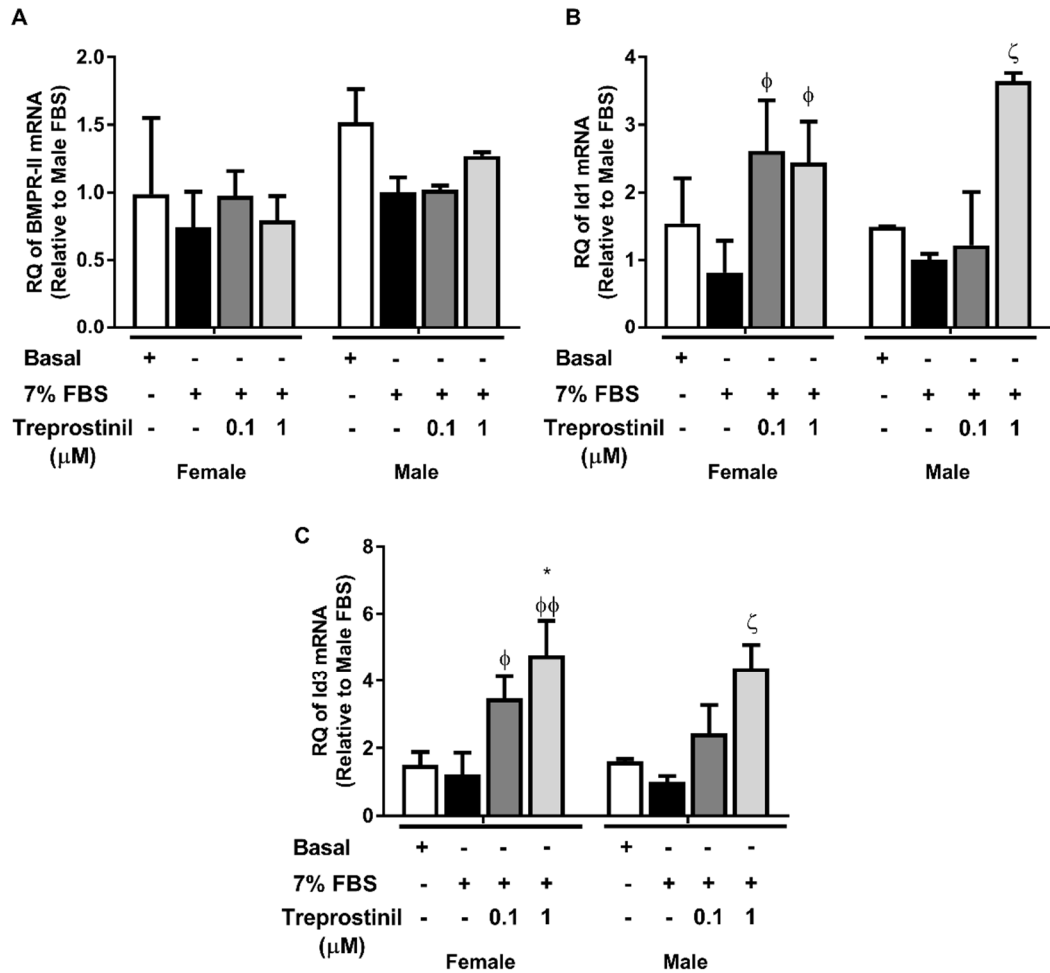 A
RQ of BMPR-II mRNA
(Relative to Male FBS)
2.0
1.5
1.0
0.5
0.0
Basal + - - - + - - -
7% FBS - + + + - + + +
Treprostinil - - 0.1 1 - - 0.1 1
(μM)
Female Male
B
RQ of Id1 mRNA
(Relative to Male FBS)
4
3
2
1
0
ϕ ϕ ζ
Basal + - - - + - - -
7% FBS - + + + - + + +
Treprostinil - - 0.1 1 - - 0.1 1
(μM)
Female Male
C
RQ of Id3 mRNA
(Relative to Male FBS)
8
6
4
2
0
*
ϕϕ
ζ
ϕ
Basal + - - - + - - -
7% FBS - + + + - + + +
Treprostinil - - 0.1 1 - - 0.1 1
(μM)
Female Male